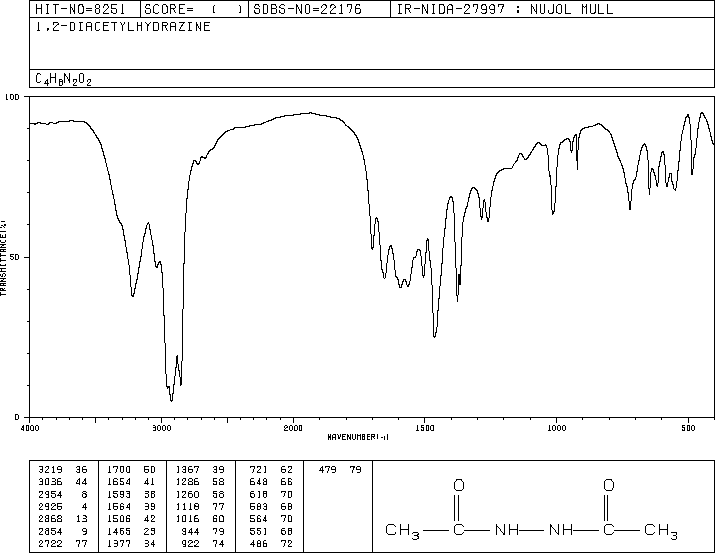 HIT-NO=8251 SCORE= ( ) SDBS-NO=22176 IR-NIDA-27997 : NUJOL MULL
1,2-DIACETYLHYDRAZINE
C4H8N2O2
100
50
0
TRANSMITTANCE(%)
4000 3000 2000 1500 1000 500
WAVENUMBER(-1)
3219 36 1700 50 1367 39 721 62 479 79
3036 44 1654 41 1286 58 648 66
2954 8 1593 38 1260 58 618 70
2925 4 1564 39 1118 77 583 68
2868 13 1506 42 1016 60 564 70
2854 9 1465 23 944 79 551 68
2722 77 1377 34 922 74 486 72
O O
CH3 C NH NH C CH3